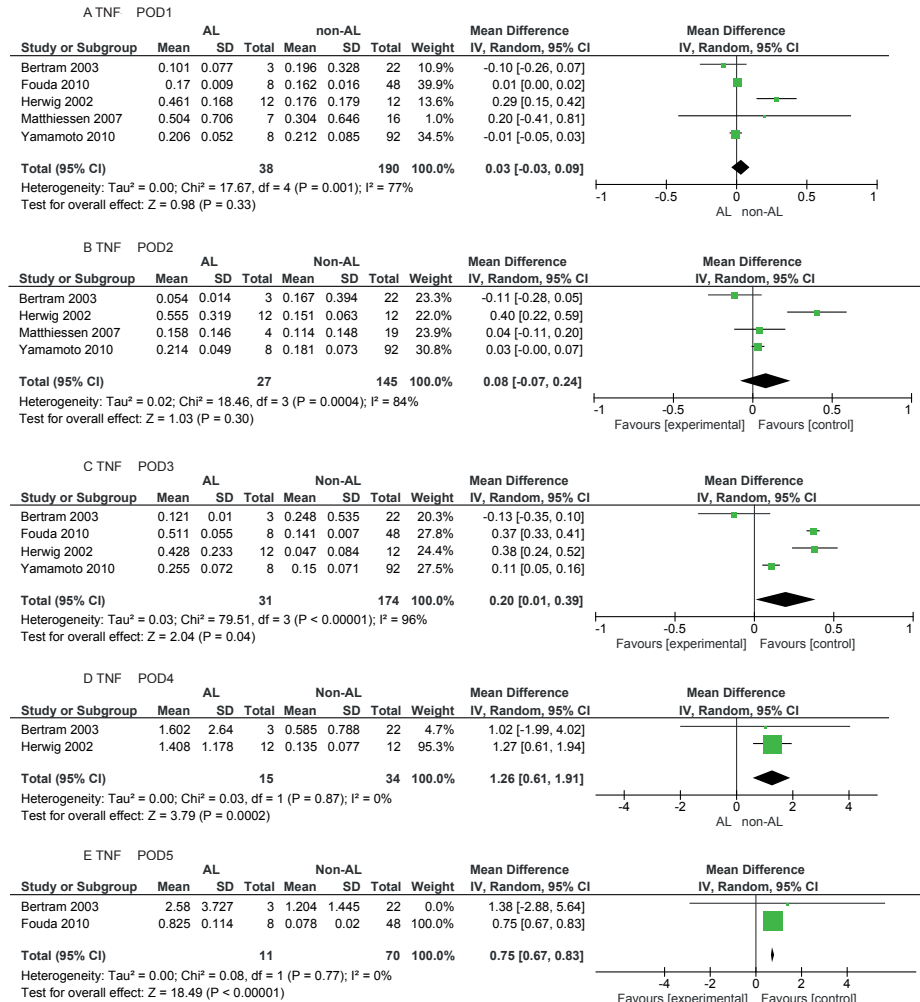 A TNF POD1
AL non-AL Mean Difference Mean Difference
Study or Subgroup Mean SD Total Mean SD Total Weight IV, Random, 95% CI IV, Random, 95% CI
Bertram 2003 0.101 0.077 3 0.196 0.328 22 10.9% -0.10 [-0.26, 0.07]
Fouda 2010 0.17 0.009 8 0.162 0.016 48 39.9% 0.01 [0.00, 0.02]
Herwig 2002 0.461 0.168 12 0.176 0.179 12 13.6% 0.29 [0.15, 0.42]
Matthiessen 2007 0.504 0.706 7 0.304 0.646 16 1.0% 0.20 [-0.41, 0.81]
Yamamoto 2010 0.206 0.052 8 0.212 0.085 92 34.5% -0.01 [-0.05, 0.03]
Total (95% CI) 38 190 100.0% 0.03 [-0.03, 0.09]
Heterogeneity: Tau² = 0.00; Chi² = 17.67, df = 4 (P = 0.001); I² = 77%
Test for overall effect: Z = 0.98 (P = 0.33)
-1 -0.5 0 0.5 1
AL non-AL
B TNF POD2
AL Non-AL Mean Difference Mean Difference
Study or Subgroup Mean SD Total Mean SD Total Weight IV, Random, 95% CI IV, Random, 95% CI
Bertram 2003 0.054 0.014 3 0.167 0.394 22 23.3% -0.11 [-0.28, 0.05]
Herwig 2002 0.555 0.319 12 0.151 0.063 12 22.0% 0.40 [0.22, 0.59]
Matthiessen 2007 0.158 0.146 4 0.114 0.148 19 23.9% 0.04 [-0.11, 0.20]
Yamamoto 2010 0.214 0.049 8 0.181 0.073 92 30.8% 0.03 [-0.00, 0.07]
Total (95% CI) 27 145 100.0% 0.08 [-0.07, 0.24]
Heterogeneity: Tau² = 0.02; Chi² = 18.46, df = 3 (P = 0.0004); I² = 84%
Test for overall effect: Z = 1.03 (P = 0.30)
-1 -0.5 0 0.5 1
Favours [experimental] Favours [control]
C TNF POD3
AL Non-AL Mean Difference Mean Difference
Study or Subgroup Mean SD Total Mean SD Total Weight IV, Random, 95% CI IV, Random, 95% CI
Bertram 2003 0.121 0.01 3 0.248 0.535 22 20.3% -0.13 [-0.35, 0.10]
Fouda 2010 0.511 0.055 8 0.141 0.007 48 27.8% 0.37 [0.33, 0.41]
Herwig 2002 0.428 0.233 12 0.047 0.084 12 24.4% 0.38 [0.24, 0.52]
Yamamoto 2010 0.255 0.072 8 0.15 0.071 92 27.5% 0.11 [0.05, 0.16]
Total (95% CI) 31 174 100.0% 0.20 [0.01, 0.39]
Heterogeneity: Tau² = 0.03; Chi² = 79.51, df = 3 (P < 0.00001); I² = 96%
Test for overall effect: Z = 2.04 (P = 0.04)
-1 -0.5 0 0.5 1
Favours [experimental] Favours [control]
D TNF POD4
AL Non-AL Mean Difference Mean Difference
Study or Subgroup Mean SD Total Mean SD Total Weight IV, Random, 95% CI IV, Random, 95% CI
Bertram 2003 1.602 2.64 3 0.585 0.788 22 4.7% 1.02 [-1.99, 4.02]
Herwig 2002 1.408 1.178 12 0.135 0.077 12 95.3% 1.27 [0.61, 1.94]
Total (95% CI) 15 34 100.0% 1.26 [0.61, 1.91]
Heterogeneity: Tau² = 0.00; Chi² = 0.03, df = 1 (P = 0.87); I² = 0%
Test for overall effect: Z = 3.79 (P = 0.0002)
-4 -2 0 2 4
AL non-AL
E TNF POD5
AL Non-AL Mean Difference Mean Difference
Study or Subgroup Mean SD Total Mean SD Total Weight IV, Random, 95% CI IV, Random, 95% CI
Bertram 2003 2.58 3.727 3 1.204 1.445 22 0.0% 1.38 [-2.88, 5.64]
Fouda 2010 0.825 0.114 8 0.078 0.02 48 100.0% 0.75 [0.67, 0.83]
Total (95% CI) 11 70 100.0% 0.75 [0.67, 0.83]
Heterogeneity: Tau² = 0.00; Chi² = 0.08, df = 1 (P = 0.77); I² = 0%
Test for overall effect: Z = 18.49 (P < 0.00001)
-4 -2 0 2 4
Favours [experimental] Favours [control]